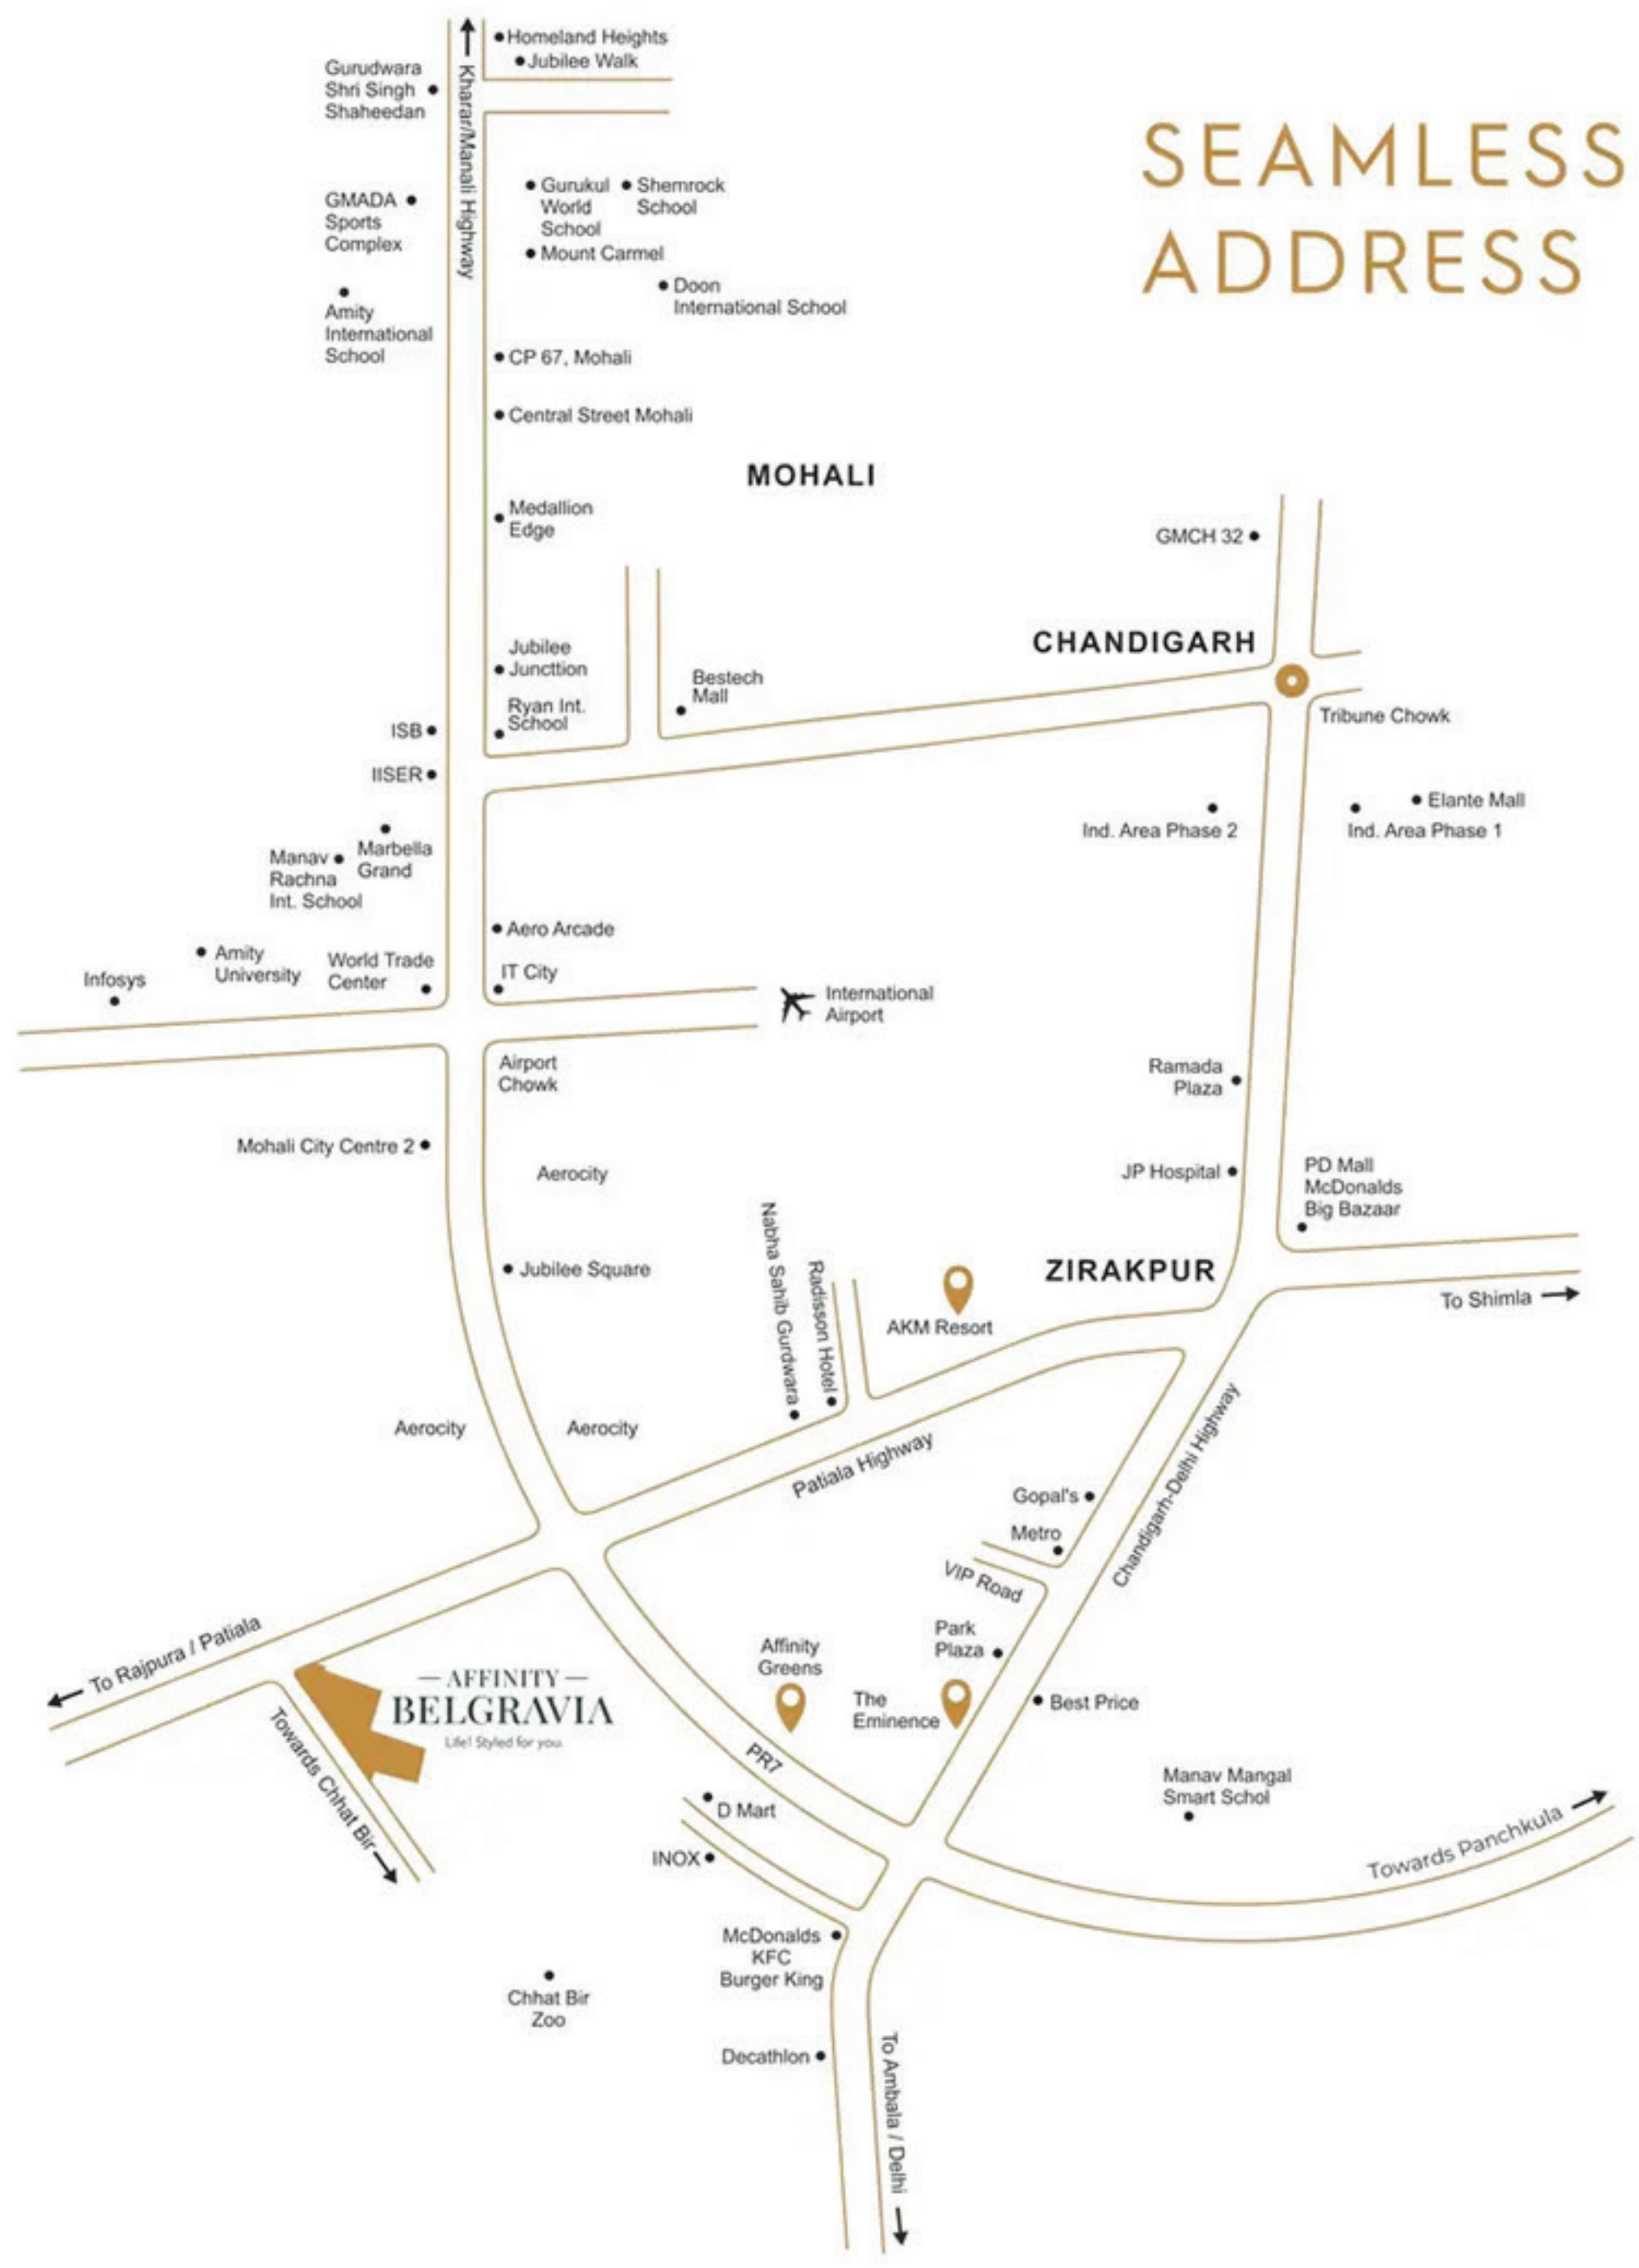 Homeland Heights
Jubilee Walk
Gurudwara
Shri Singh
Shaheedan
Kharar/Manali Highway
SEAMLESS
ADDRESS
GMADA
Sports
Complex
Gurukul
World
School
Shemrock
School
Mount Carmel
Doon
International School
Amity
International
School
CP 67, Mohali
Central Street Mohali
MOHALI
Medallion
Edge
GMCH 32
CHANDIGARH
Jubilee
Juncttion
Bestech
Mall
Ryan Int.
School
Tribune Chowk
ISB
IISER
Elante Mall
Ind. Area Phase 2
Ind. Area Phase 1
Marbella
Grand
Manav
Rachna
Int. School
Aero Arcade
Amity
University
World Trade
Center
IT City
Infosys
International
Airport
Airport
Chowk
Ramada
Plaza
Mohali City Centre 2
Aerocity
JP Hospital
PD Mall
McDonalds
Big Bazaar
Nabha Sahib Gurdwara
Radisson Hotel
Jubilee Square
ZIRAKPUR
To Shimla
AKM Resort
Aerocity
Aerocity
Patiala Highway
Chandigarh-Delhi Highway
Gopal's
Metro
VIP Road
To Rajpura / Patiala
Park
Plaza
Affinity
Greens
The
Eminence
Best Price
— AFFINITY —
BELGRAVIA
Life! Styled for you.
Towards Chhat Bir
PR7
Manav Mangal
Smart Schol
D Mart
INOX
Towards Panchkula
McDonalds
KFC
Burger King
Chhat Bir
Zoo
Decathlon
To Ambala / Delhi